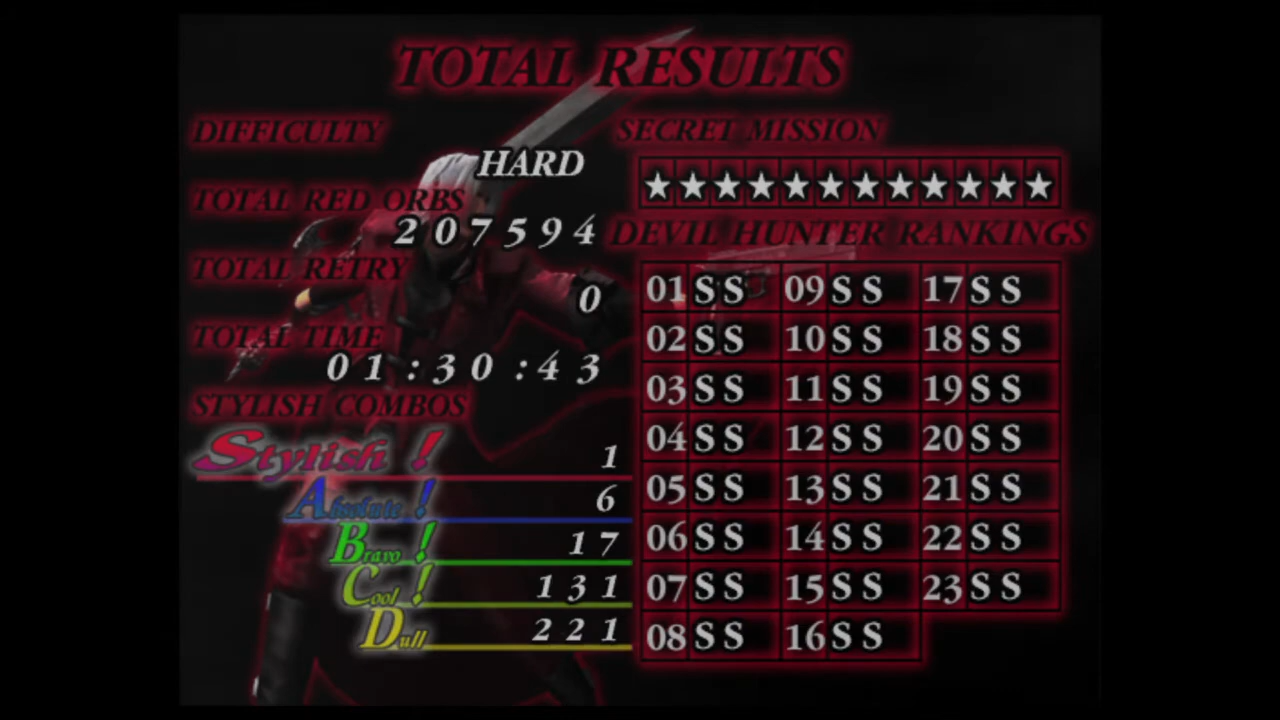 TOTAL RESULTS
DIFFICULTY
HARD
TOTAL RED ORBS
207594
TOTAL RETRY
0
TOTAL TIME
01:30:43
STYLISH COMBOS
Stylish! 1
Absolute! 6
Bravo! 17
Cool! 131
Dull 221
SECRET MISSION
★★★★★★★★★★★★
DEVIL HUNTER RANKINGS
01 SS 09 SS 17 SS
02 SS 10 SS 18 SS
03 SS 11 SS 19 SS
04 SS 12 SS 20 SS
05 SS 13 SS 21 SS
06 SS 14 SS 22 SS
07 SS 15 SS 23 SS
08 SS 16 SS